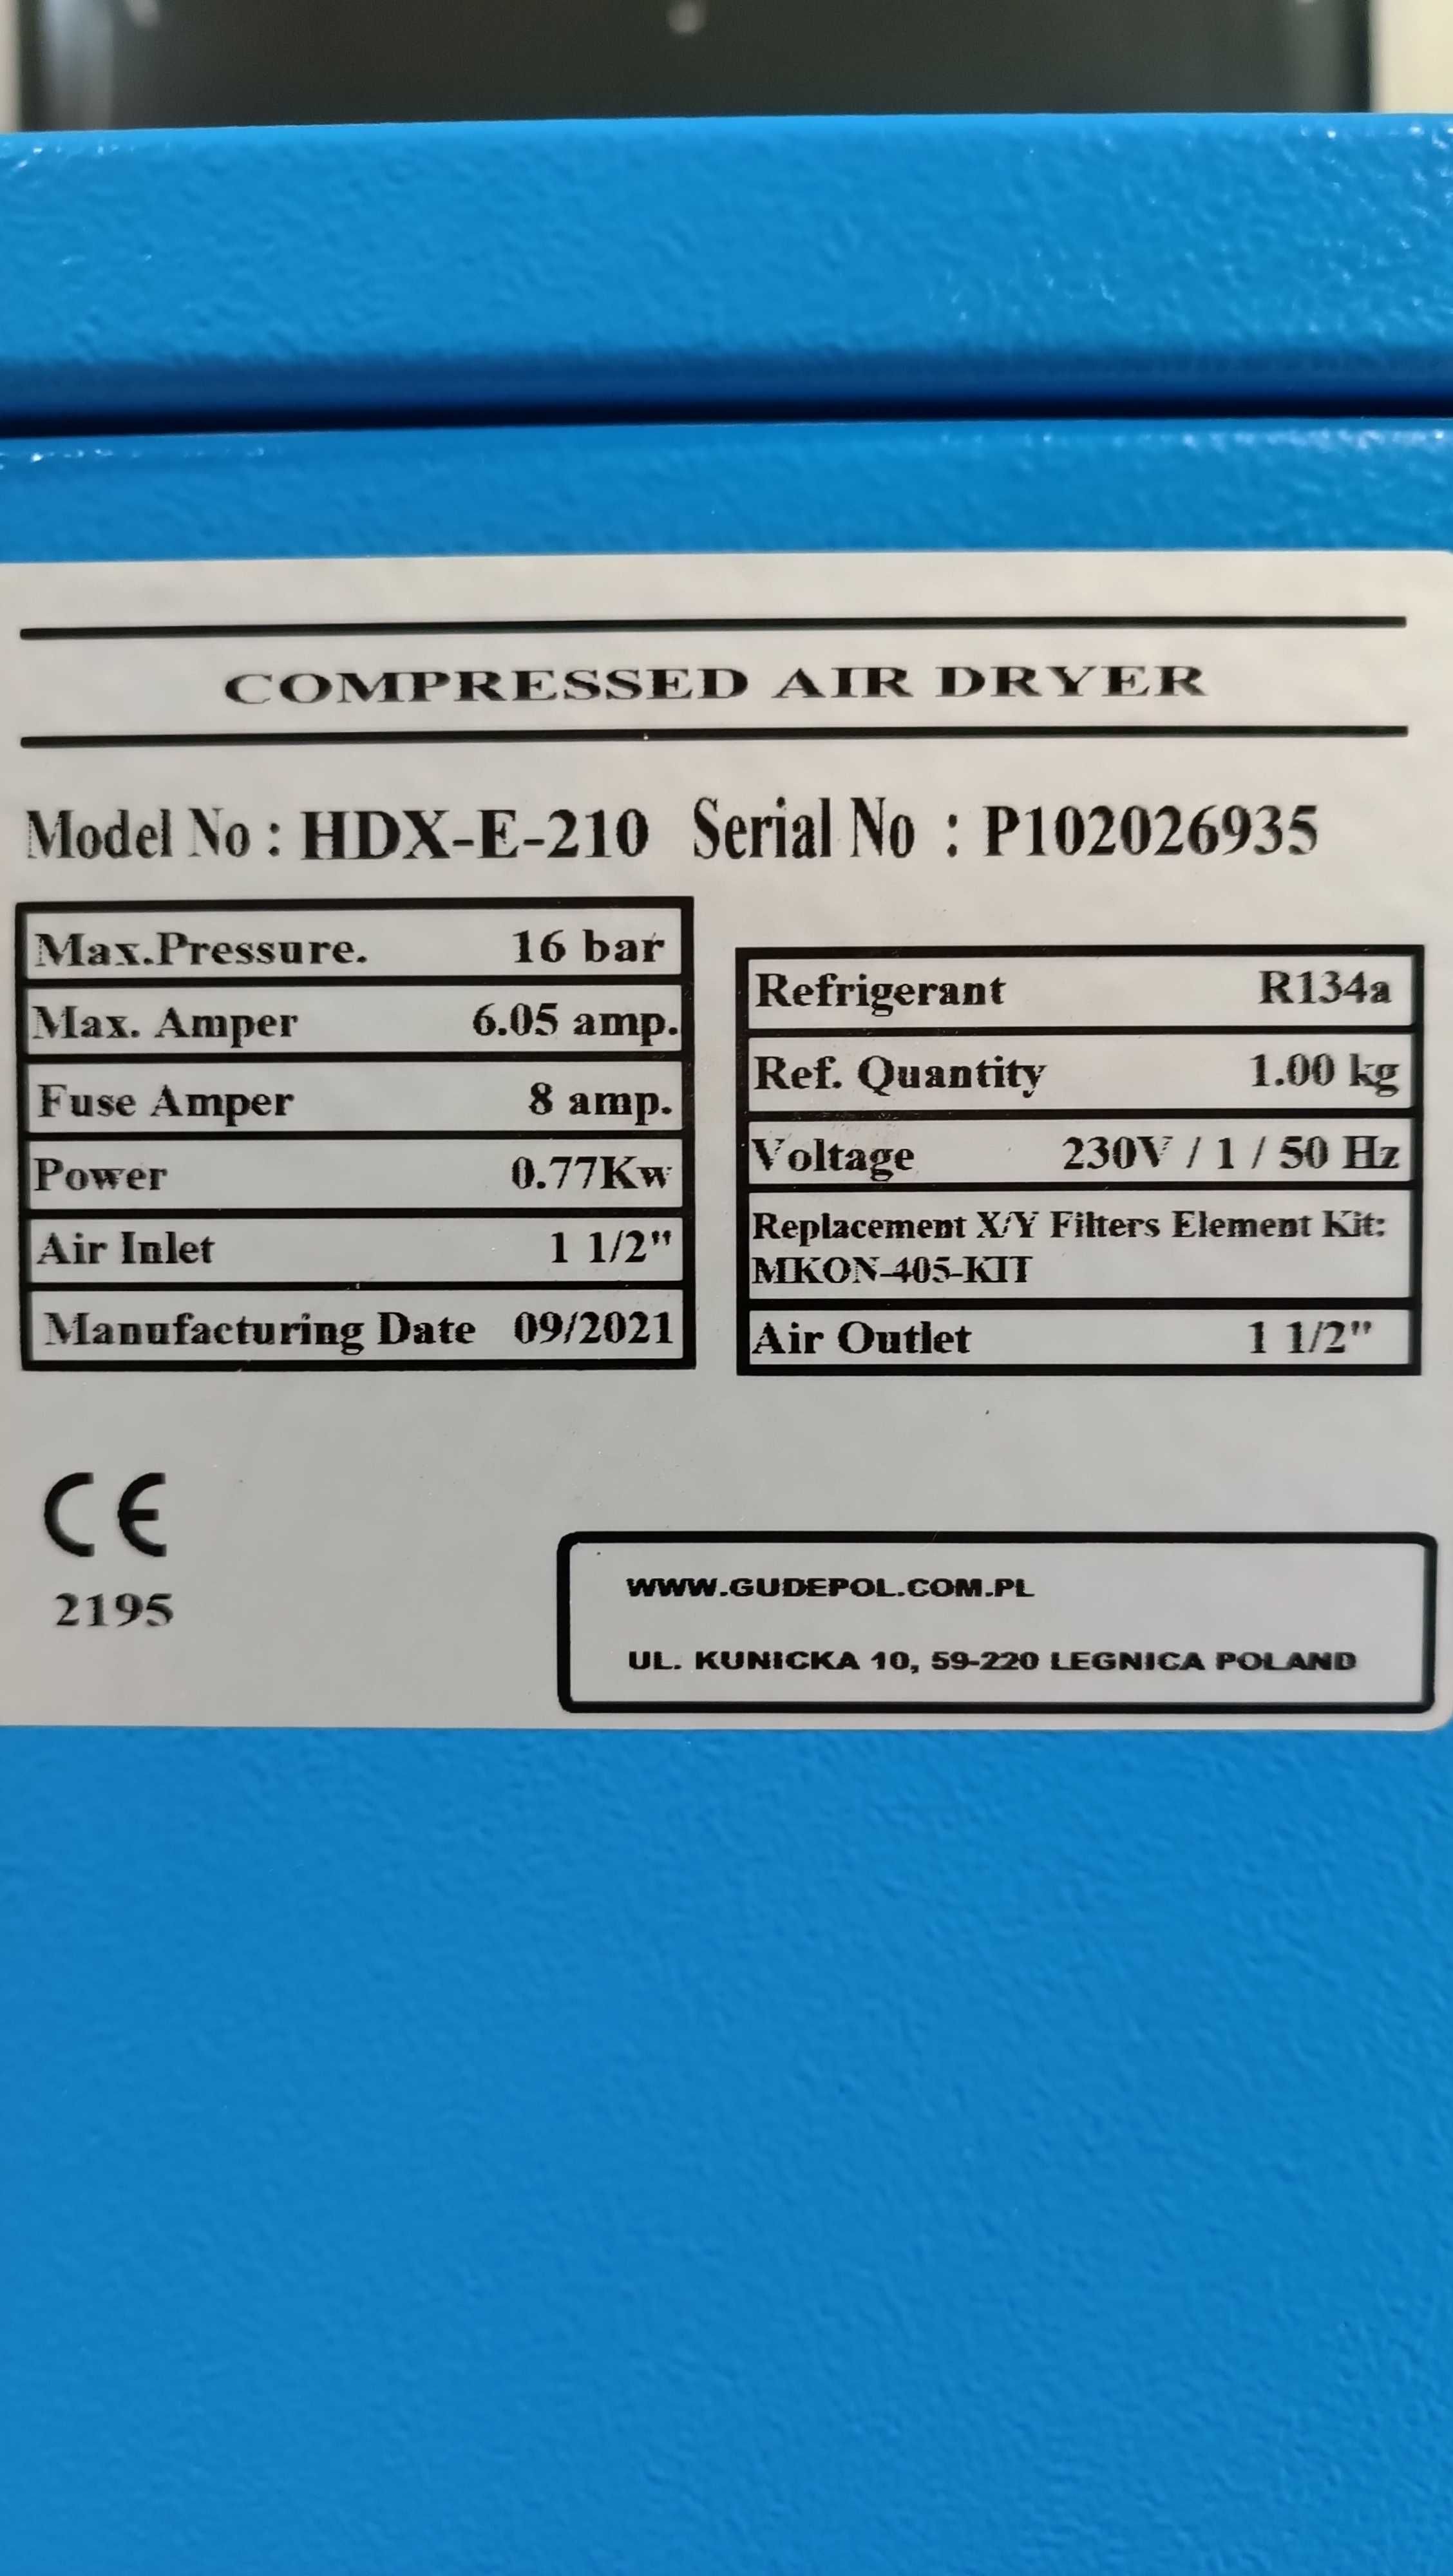 COMPRESSED AIR DRYER
Model No : HDX-E-210 Serial No : P102026935
Max.Pressure. 16 bar
Max. Amper 6.05 amp.
Fuse Amper 8 amp.
Power 0.77Kw
Air Inlet 1 1/2"
Manufacturing Date 09/2021
Refrigerant R134a
Ref. Quantity 1.00 kg
Voltage 230V / 1 / 50 Hz
Replacement X/Y Filters Element Kit:
MKON-405-KIT
Air Outlet 1 1/2"
CE
2195
WWW.GUDEPOL.COM.PL
UL. KUNICKA 10, 59-220 LEGNICA POLAND